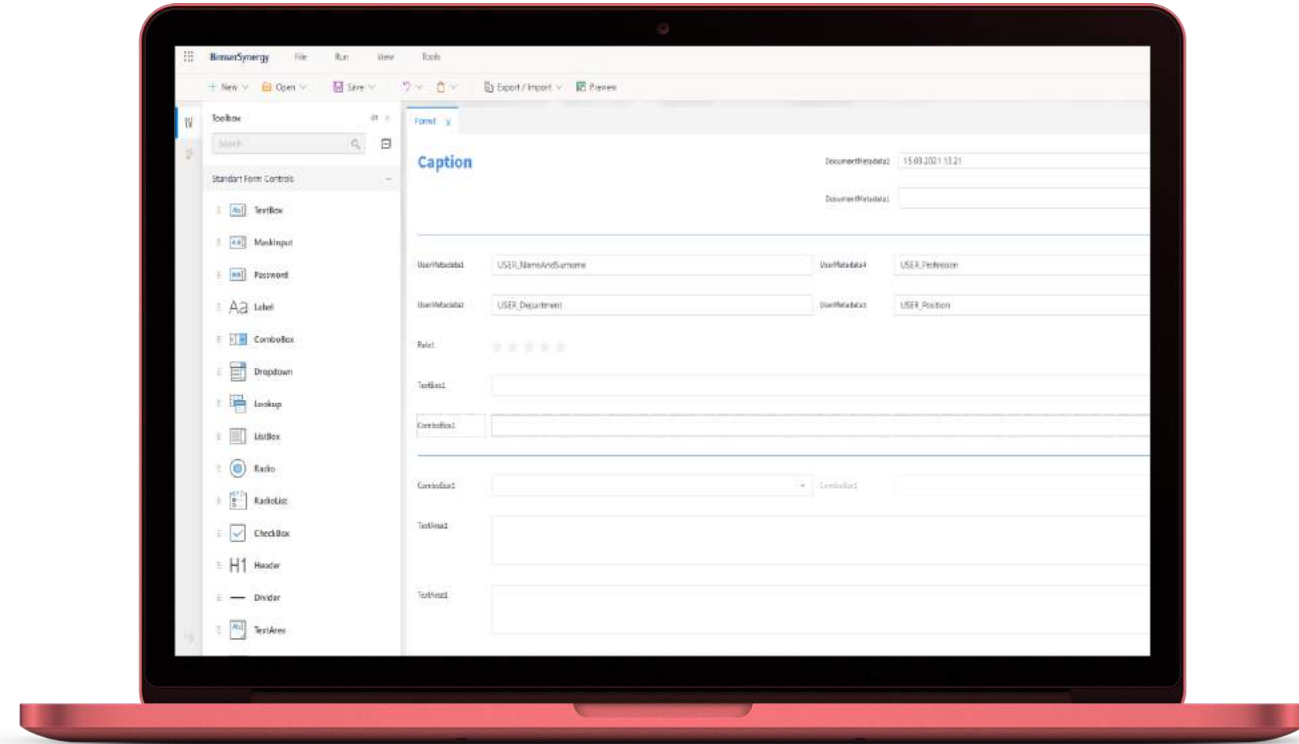 BimserSynergy File Run View Tools
New Open Save Export / Import Preview
Toolbox
Search
Standart Form Controls
TextBox
MaskInput
Password
Aa Label
ComboBox
Dropdown
Lookup
ListBox
Radio
RadioList
CheckBox
H1 Header
Divider
TextArea
Form1
Caption
15.03.2021 13:21
USER_NameAndSurname
USER_Profession
USER_Department
USER_Position